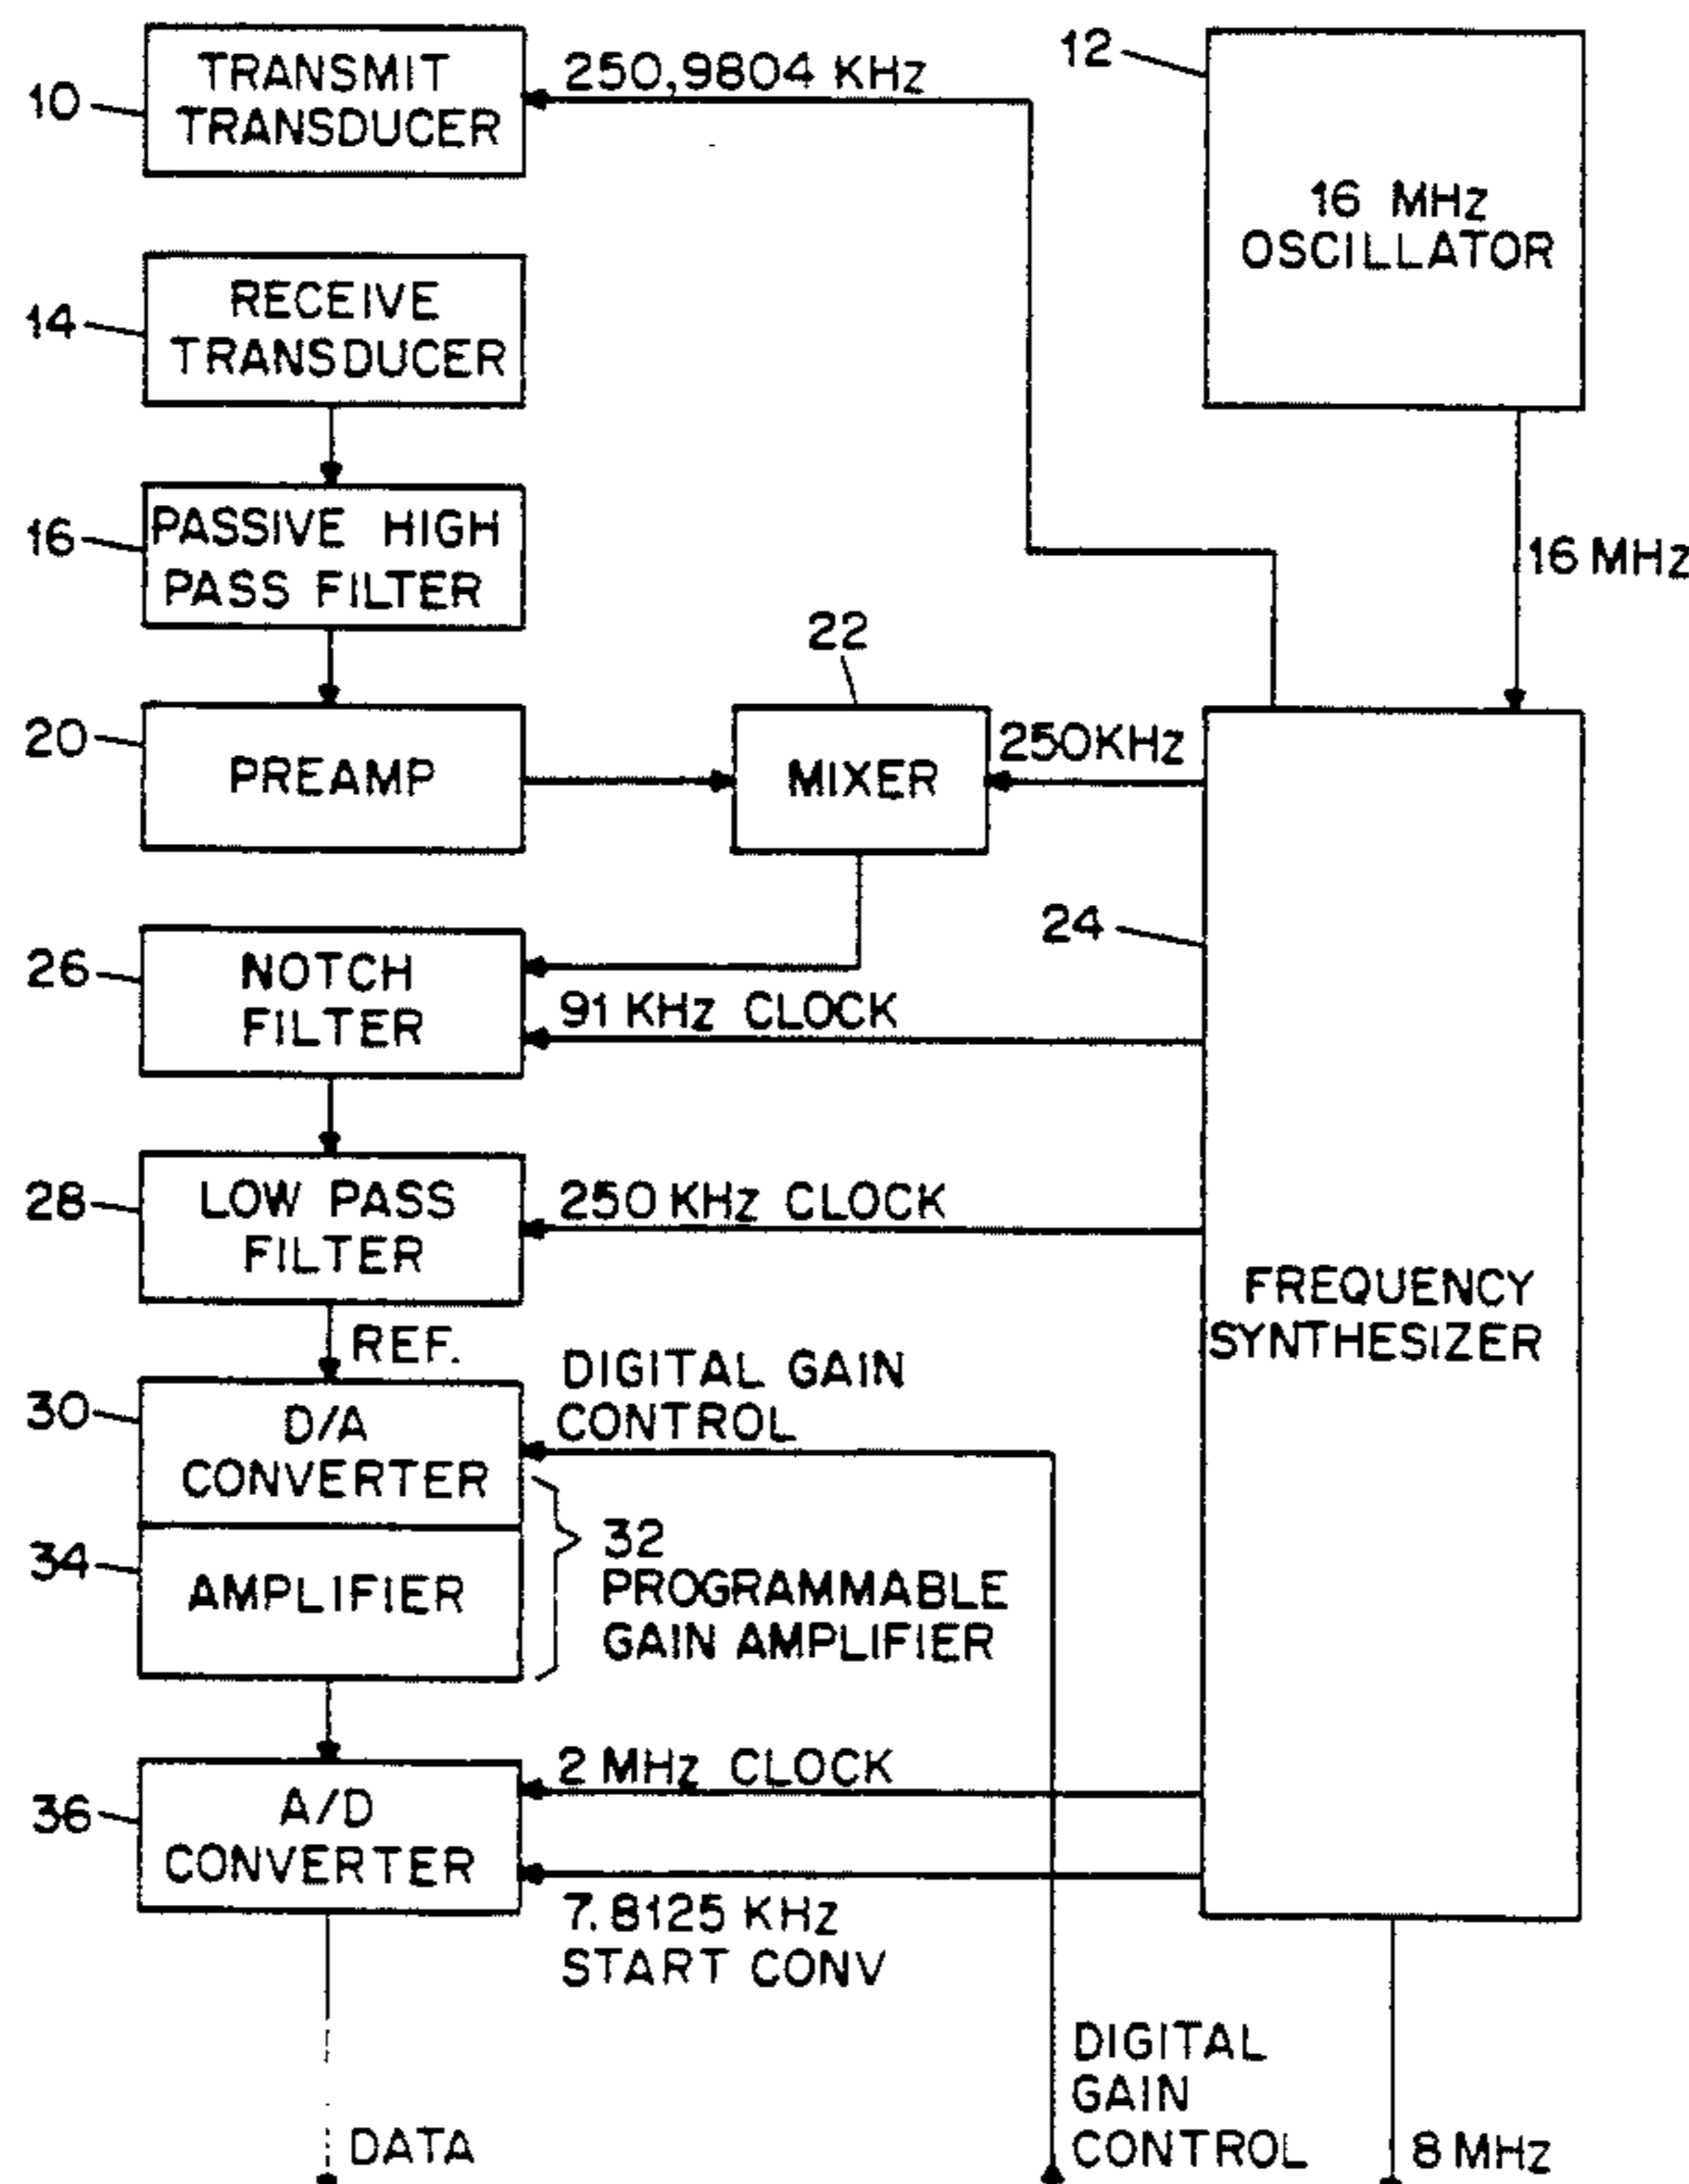 10
TRANSMIT
TRANSDUCER
250,9804 KHz
12
16 MHz
OSCILLATOR
14
RECEIVE
TRANSDUCER
16
PASSIVE HIGH
PASS FILTER
16 MHz
20
PREAMP
22
MIXER
250KHz
24
26
NOTCH
FILTER
91 KHz CLOCK
28
LOW PASS
FILTER
250 KHz CLOCK
FREQUENCY
SYNTHESIZER
REF.
30
D/A
CONVERTER
DIGITAL GAIN
CONTROL
34
AMPLIFIER
32
PROGRAMMABLE
GAIN AMPLIFIER
36
A/D
CONVERTER
2 MHz CLOCK
7.8125 KHz
START CONV
DATA
DIGITAL
GAIN
CONTROL
8 MHz